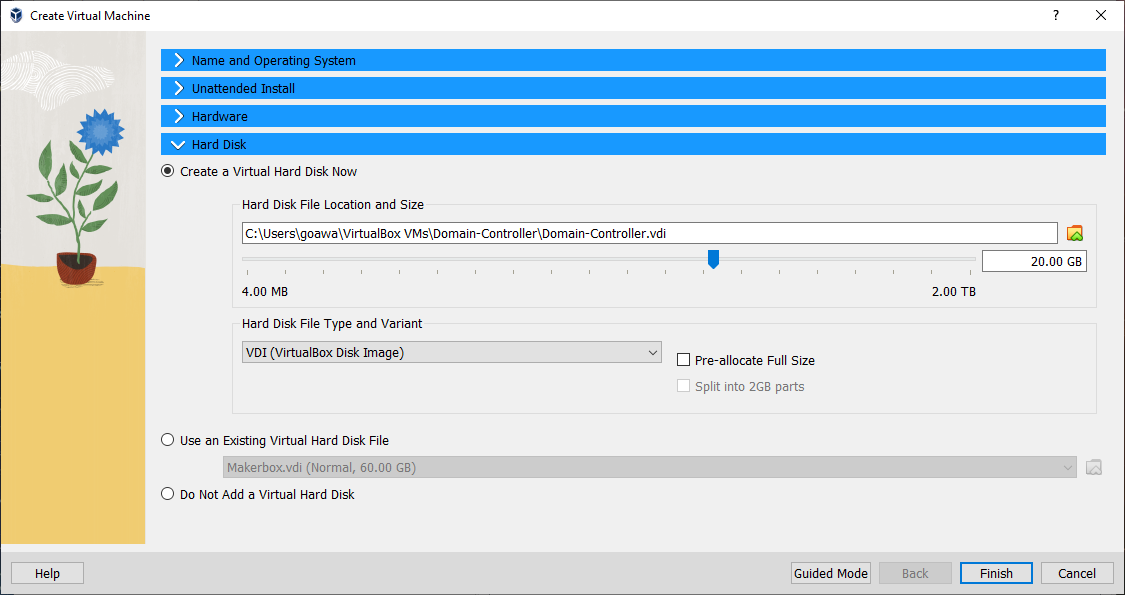 Create Virtual Machine
?
Name and Operating System
Unattended Install
Hardware
Hard Disk
Create a Virtual Hard Disk Now
Hard Disk File Location and Size
C:\Users\goawa\VirtualBox VMs\Domain-Controller\Domain-Controller.vdi
20.00 GB
4.00 MB 2.00 TB
Hard Disk File Type and Variant
VDI (VirtualBox Disk Image)
Pre-allocate Full Size
Split into 2GB parts
Use an Existing Virtual Hard Disk File
Makerbox.vdi (Normal, 60.00 GB)
Do Not Add a Virtual Hard Disk
Help Guided Mode Back Finish Cancel